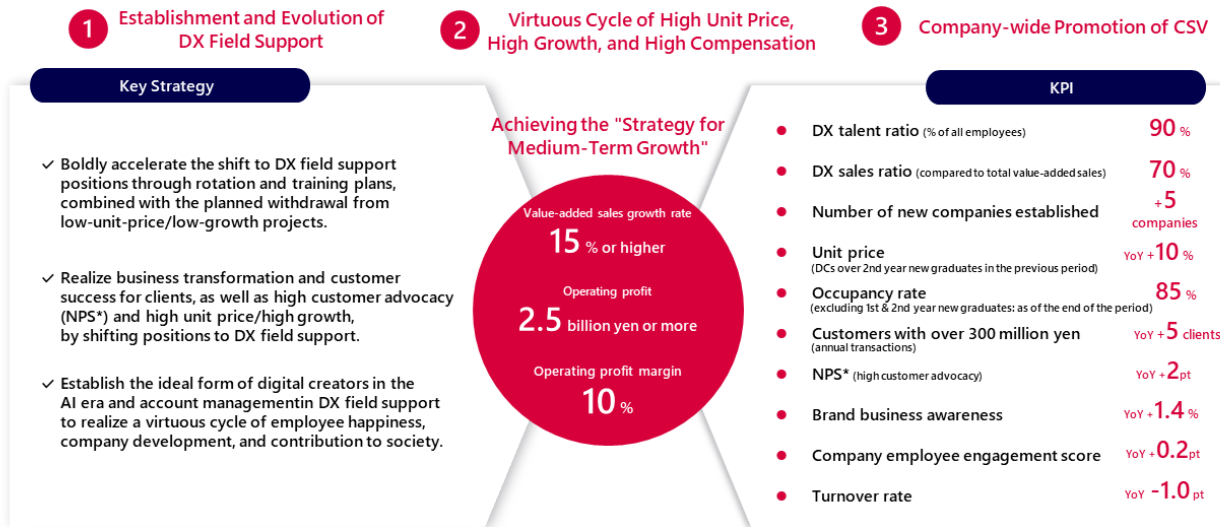 1 Establishment and Evolution of
DX Field Support
2 Virtuous Cycle of High Unit Price,
High Growth, and High Compensation
3 Company-wide Promotion of CSV
Key Strategy
✓ Boldly accelerate the shift to DX field support
positions through rotation and training plans,
combined with the planned withdrawal from
low-unit-price/low-growth projects.
✓ Realize business transformation and customer
success for clients, as well as high customer advocacy
(NPS*) and high unit price/high growth,
by shifting positions to DX field support.
✓ Establish the ideal form of digital creators in the
AI era and account managementin DX field support
to realize a virtuous cycle of employee happiness,
company development, and contribution to society.
Achieving the "Strategy for
Medium-Term Growth"
Value-added sales growth rate
15 % or higher
Operating profit
2.5 billion yen or more
Operating profit margin
10 %
KPI
● DX talent ratio (% of all employees) 90 %
● DX sales ratio (compared to total value-added sales) 70 %
● Number of new companies established +5
companies
● Unit price YoY +10 %
(DCs over 2nd year new graduates in the previous period)
● Occupancy rate 85 %
(excluding 1st & 2nd year new graduates: as of the end of the period)
● Customers with over 300 million yen YoY +5 clients
(annual transactions)
● NPS* (high customer advocacy) YoY +2pt
● Brand business awareness YoY +1.4 %
● Company employee engagement score YoY +0.2pt
● Turnover rate YoY -1.0 pt